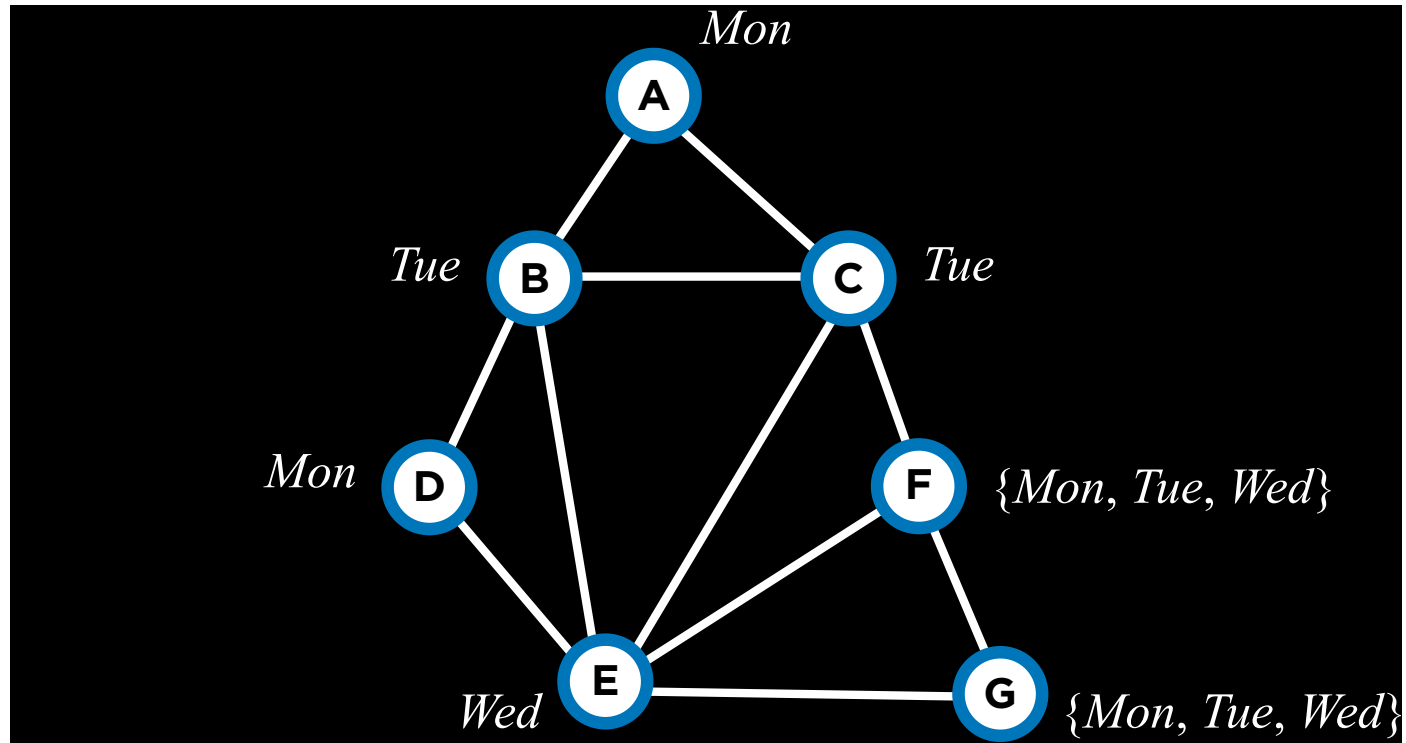 Mon
A
Tue
B
C
Tue
Mon
D
F
{Mon, Tue, Wed}
E
Wed
G
{Mon, Tue, Wed}